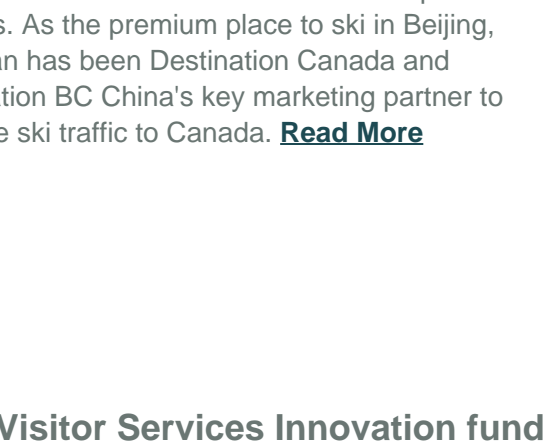 s. As the premium place to ski in Beijing,
an has been Destination Canada and
ation BC China's key marketing partner to
e ski traffic to Canada. Read More
Visitor Services Innovation fund